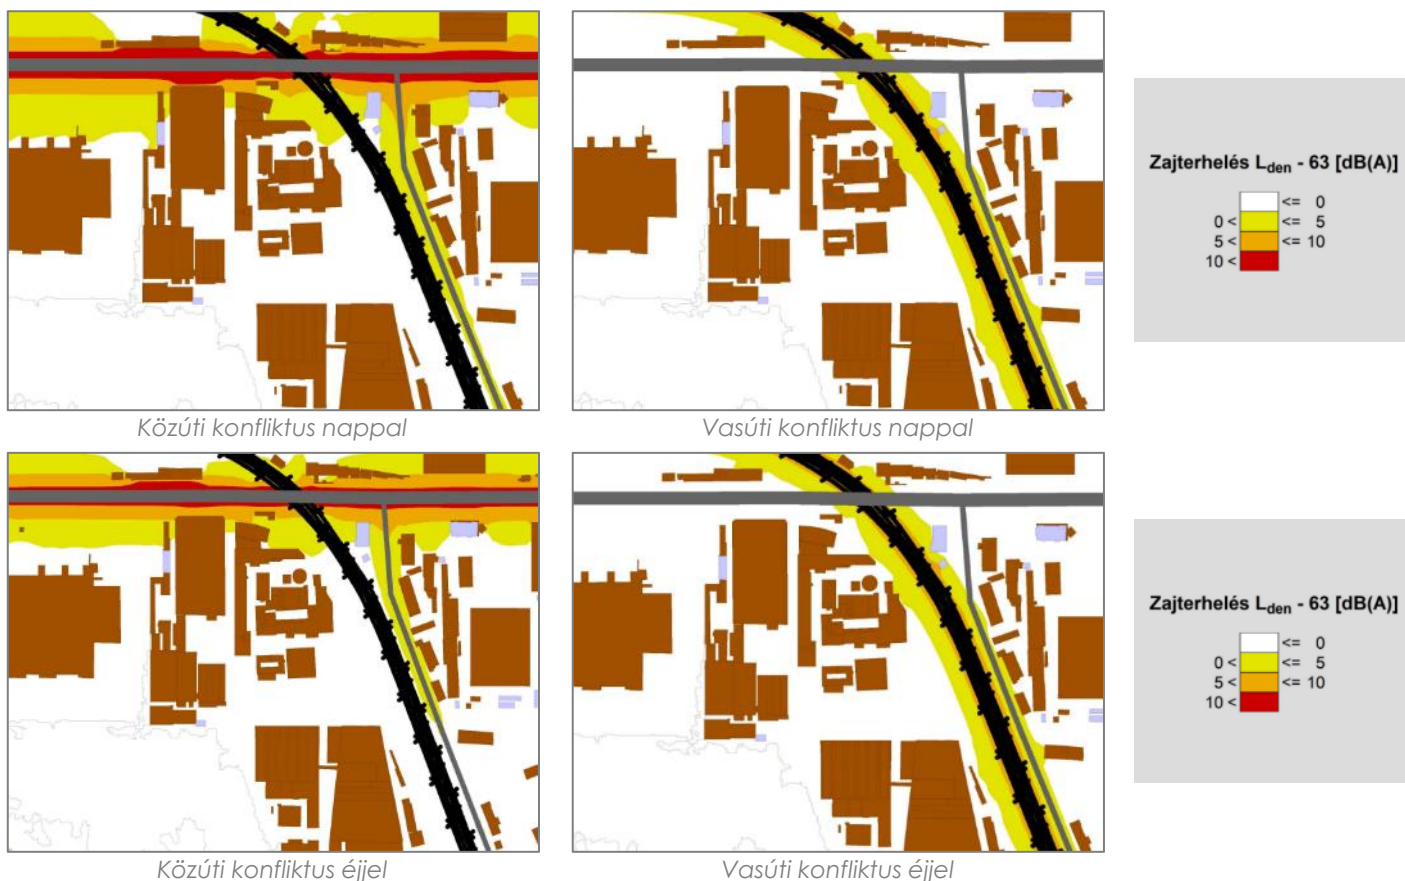 Közúti konfliktus nappal
Vasúti konfliktus nappal
Zajterhelés Lden - 63 [dB(A)]
<= 0
0 < <= 5
5 < <= 10
10 <
Közúti konfliktus éjjel
Vasúti konfliktus éjjel
Zajterhelés Lden - 63 [dB(A)]
<= 0
0 < <= 5
5 < <= 10
10 <